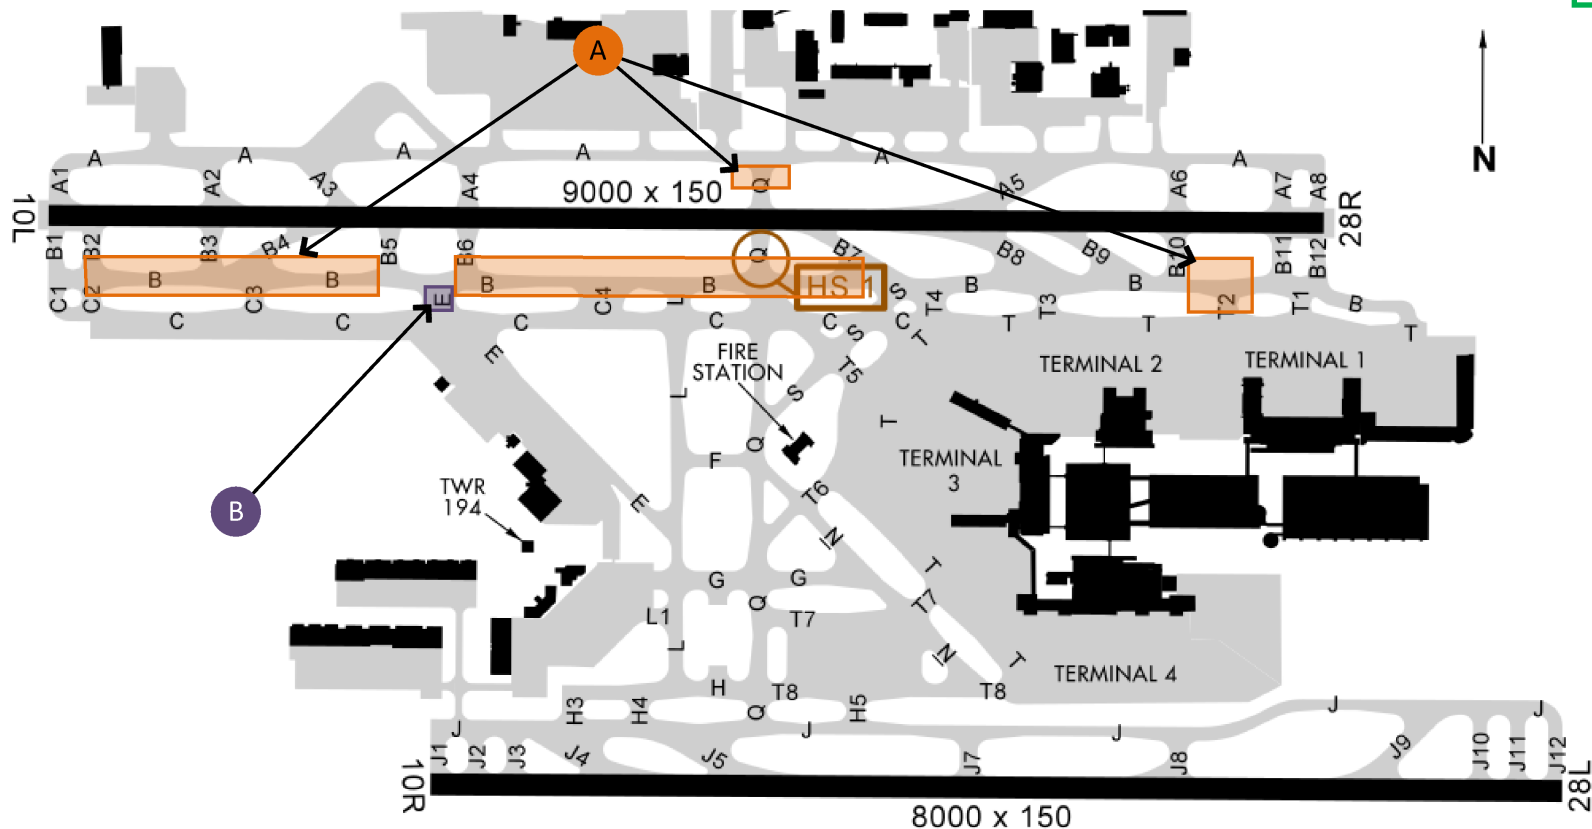 A
A A A A A A
A1 A2 A3 A4 Q A5 A6 A7 A8
9000 x 150
10L 28R
B1 B2 B3 B4 B5 B6 Q B7 B8 B9 B10 B11 B12
B B B B HS 1 S B B B
C1 C2 C3 E C4 L T4 T3 T2 T1
C C C C C S C T T T T
E
FIRE
STATION
T5
TERMINAL 2
TERMINAL 1
L S T
Q
F
TERMINAL
3
TWR
194
E T6
B
N
T
G G
Q T7 T7
L1
L
N T
TERMINAL 4
H T8 T8
H3 H4 Q H5 J J
J J J
J1 J2 J3 J4 J5 J7 J8 J9 J10 J11 J12
10R 28L
8000 x 150
N